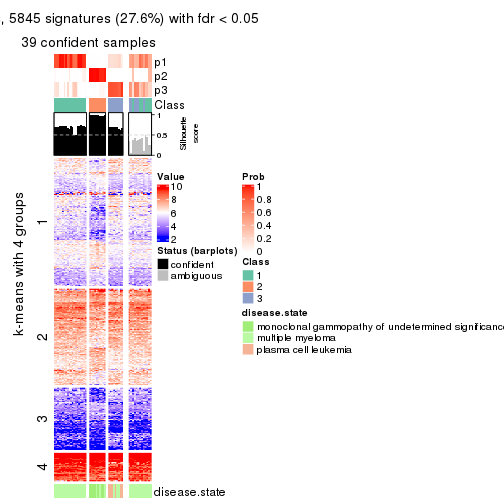 , 5845 signatures (27.6%) with fdr < 0.05
39 confident samples
p1
p2
p3
Class
1
0.5
0
Silhouette
score
k-means with 4 groups
1
2
3
4
disease.state
Value
10
8
6
4
2
Status (barplots)
confident
ambiguous
Prob
1
0.8
0.6
0.4
0.2
0
Class
1
2
3
disease.state
monoclonal gammopathy of undetermined significance
multiple myeloma
plasma cell leukemia